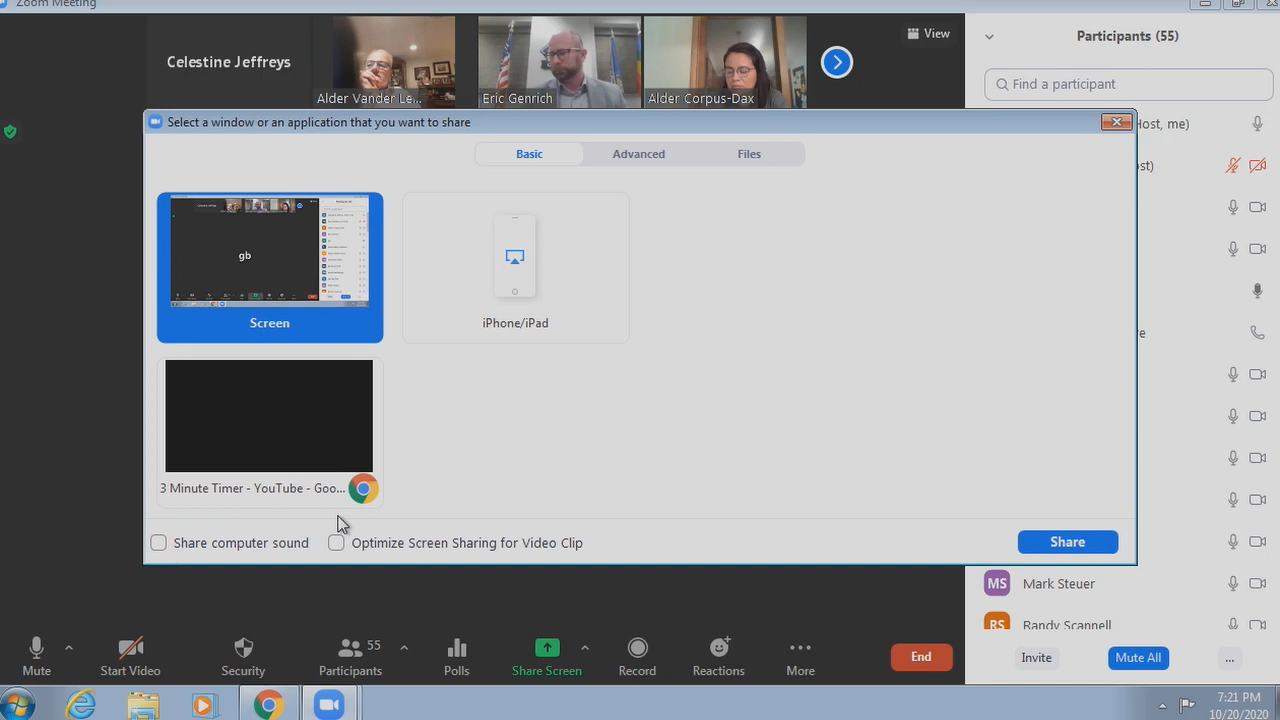 Zoom Meeting
Celestine Jeffreys
Alder Vander Le...
Eric Genrich
Alder Corpus-Dax
View
Participants (55)
Find a participant
Host, me)
Select a window or an application that you want to share
Basic
Advanced
Files
gb
Screen
iPhone/iPad
3 Minute Timer - YouTube - Goo...
Share computer sound
Optimize Screen Sharing for Video Clip
Share
MS
Mark Steuer
RS
Randy Scannell
Mute
Start Video
Security
55
Participants
Polls
Share Screen
Record
Reactions
More
End
Invite
Mute All
...
7:21 PM
10/20/2020